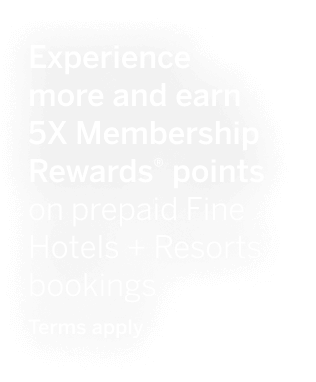 Experience
more and earn
5X Membership
Rewards® points
on prepaid Fine
Hotels + Resorts
bookings.
Terms apply.